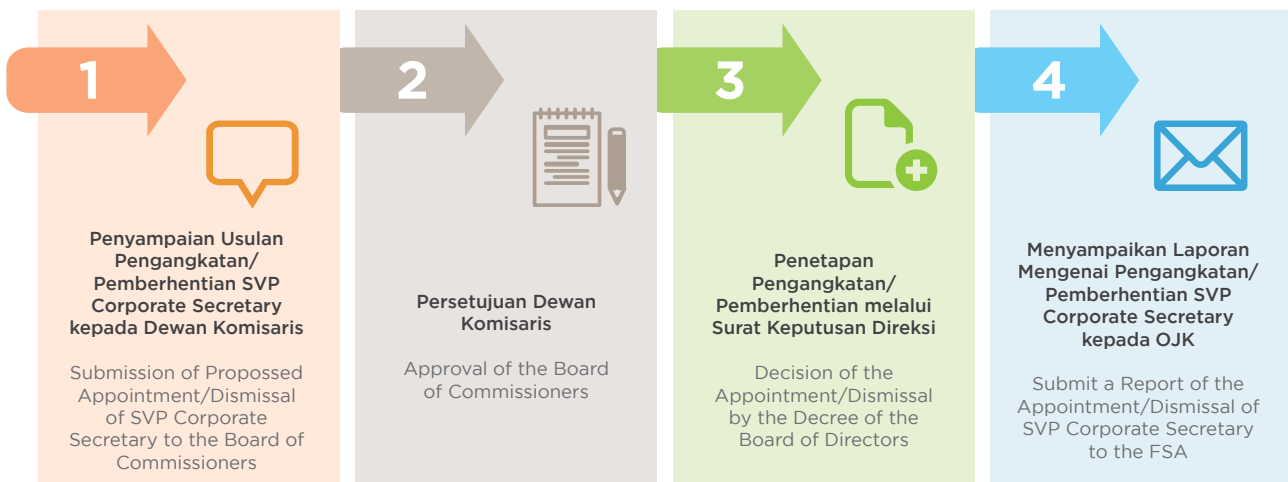 1
Penyampaian Usulan
Pengangkatan/
Pemberhentian SVP
Corporate Secretary
kepada Dewan Komisaris
Submission of Propossed
Appointment/Dismissal
of SVP Corporate
Secretary to the Board of
Commissioners
2
Persetujuan Dewan
Komisaris
Approval of the Board
of Commissioners
3
Penetapan
Pengangkatan/
Pemberhentian melalui
Surat Keputusan Direksi
Decision of the
Appointment/Dismissal
by the Decree of the
Board of Directors
4
Menyampaikan Laporan
Mengenai Pengangkatan/
Pemberhentian SVP
Corporate Secretary
kepada OJK
Submit a Report of the
Appointment/Dismissal of
SVP Corporate Secretary
to the FSA